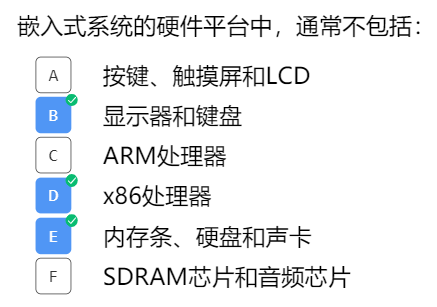 嵌入式系统的硬件平台中，通常不包括：
A 按键、触摸屏和LCD
B 显示器和键盘
C ARM处理器
D x86处理器
E 内存条、硬盘和声卡
F SDRAM芯片和音频芯片